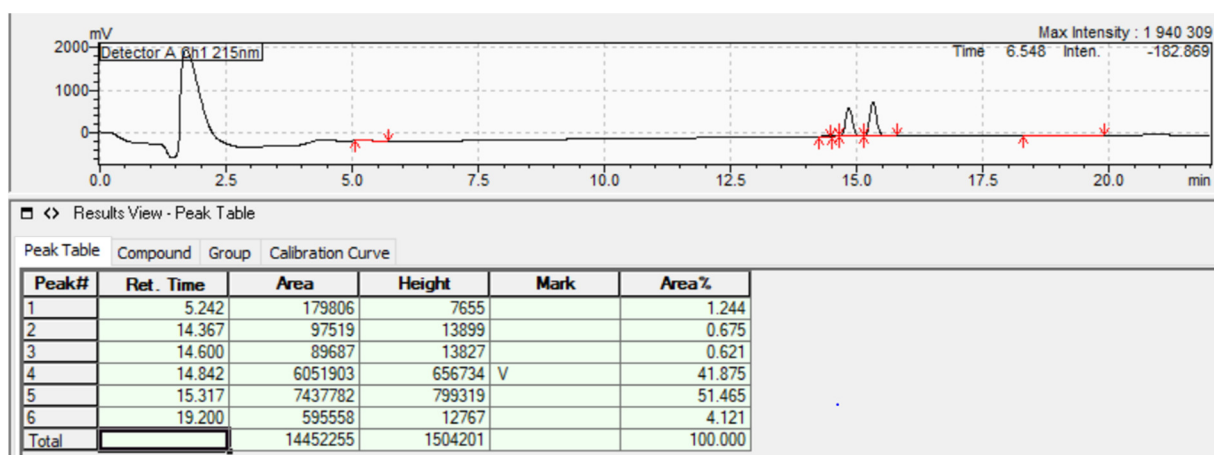 mV
Max Intensity : 1 940 309
2000
Detector A Ch1 215nm
Time 6.548 Inten. -182.869
1000
0
0.0 2.5 5.0 7.5 10.0 12.5 15.0 17.5 20.0 min
Results View - Peak Table
Peak Table Compound Group Calibration Curve
Peak# Ret. Time Area Height Mark Area%
1 5.242 179806 7655 1.244
2 14.367 97519 13899 0.675
3 14.600 89687 13827 0.621
4 14.842 6051903 656734 V 41.875
5 15.317 7437782 799319 51.465
6 19.200 595558 12767 4.121
Total 14452255 1504201 100.000